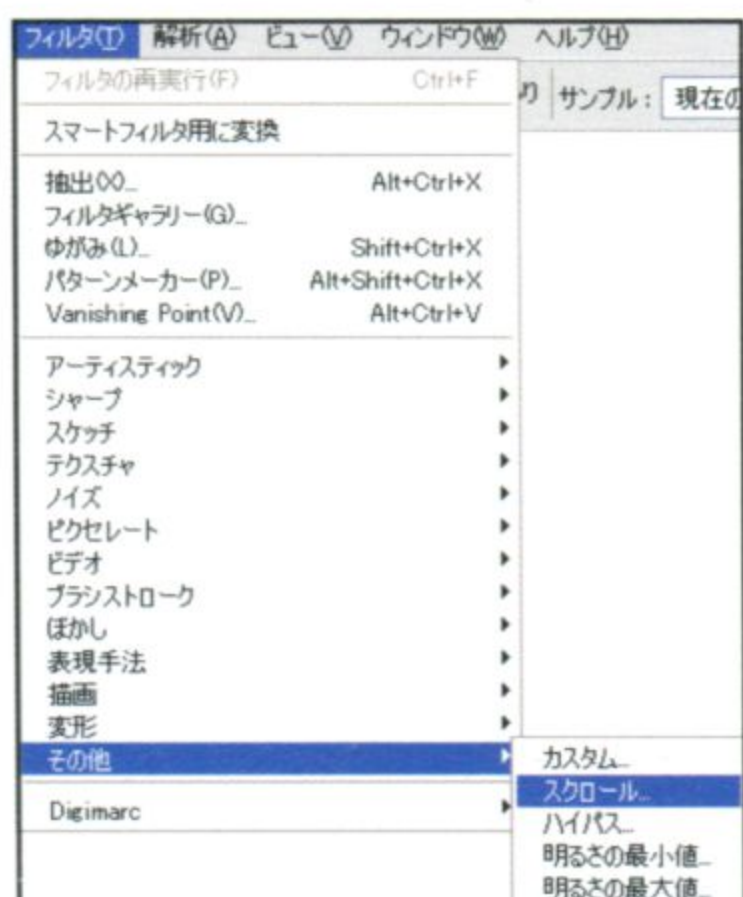 フィルタ(T) 解析(A) ビュー(V) ウィンドウ(W) ヘルプ(H)
フィルタの再実行(F) Ctrl+F
り サンプル： 現在の
スマートフィルタ用に変換
抽出(X)... Alt+Ctrl+X
フィルタギャラリー(G)...
ゆがみ(L)... Shift+Ctrl+X
パターンメーカー(P)... Alt+Shift+Ctrl+X
Vanishing Point(V)... Alt+Ctrl+V
アーティスティック
シャープ
スケッチ
テクスチャ
ノイズ
ピクセレート
ビデオ
ブラシストローク
ぼかし
表現手法
描画
変形
その他
Digimarc
カスタム...
スクロール...
ハイパス...
明るさの最小値...
明るさの最大値...